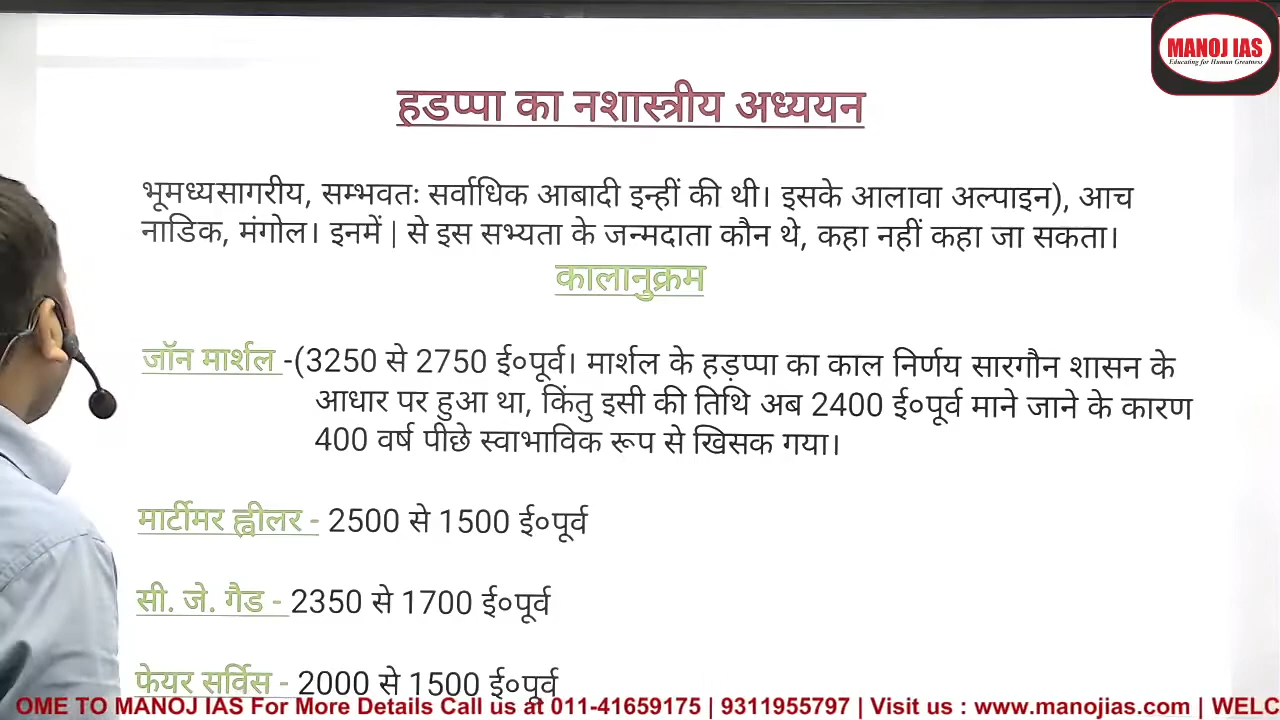 MANOJ IAS
Educating for Human Greatness
हडप्पा का नशास्त्रीय अध्ययन
भूमध्यसागरीय, सम्भवतः सर्वाधिक आबादी इन्हीं की थी। इसके आलावा अल्पाइन), आच
नाडिक, मंगोल। इनमें | से इस सभ्यता के जन्मदाता कौन थे, कहा नहीं कहा जा सकता।
कालानुक्रम
जॉन मार्शल -(3250 से 2750 ई०पूर्व। मार्शल के हड़प्पा का काल निर्णय सारगौन शासन के
आधार पर हुआ था, किंतु इसी की तिथि अब 2400 ई०पूर्व माने जाने के कारण
400 वर्ष पीछे स्वाभाविक रूप से खिसक गया।
मार्टीमर ह्वीलर - 2500 से 1500 ई०पूर्व
सी. जे. गैड - 2350 से 1700 ई०पूर्व
फेयर सर्विस - 2000 से 1500 ई०पूर्व
OME TO MANOJ IAS For More Details Call us at 011-41659175 | 9311955797 | Visit us : www.manojias.com | WELC